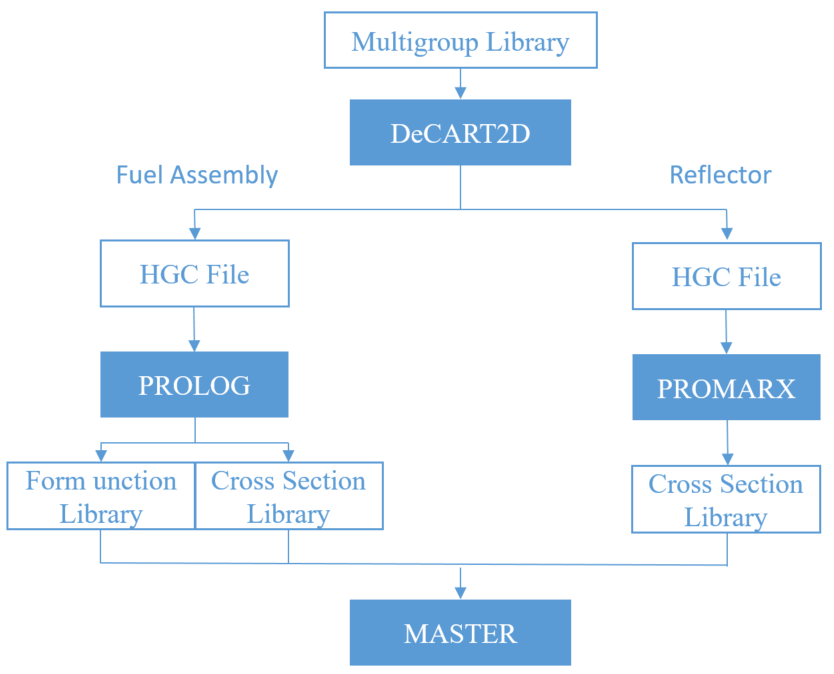 Multigroup Library
DeCART2D
Fuel Assembly
Reflector
HGC File
HGC File
PROLOG
PROMARX
Form unction
Library
Cross Section
Library
Cross Section
Library
MASTER